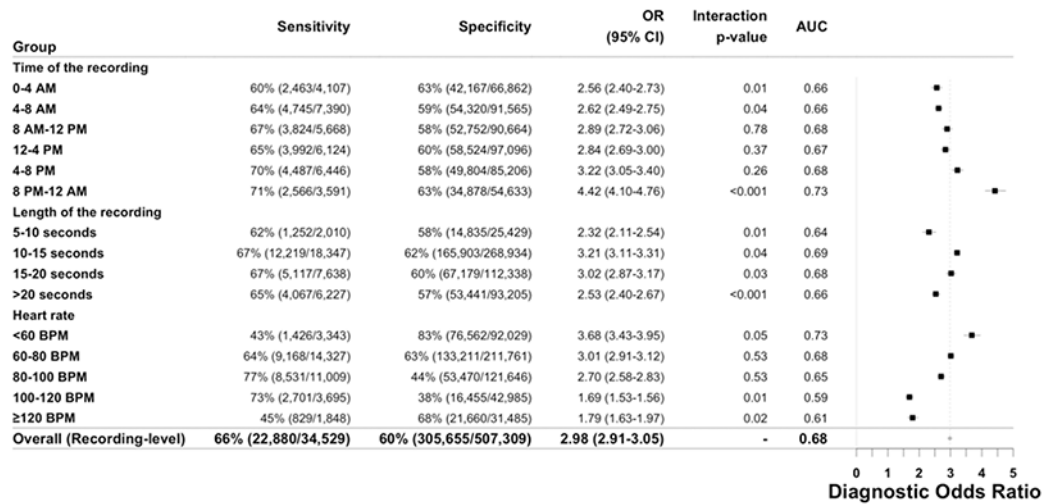 Group Sensitivity Specificity OR (95% CI) Interaction p-value AUC
Time of the recording
0-4 AM 60% (2,463/4,107) 63% (42,167/66,862) 2.56 (2.40-2.73) 0.01 0.66
4-8 AM 64% (4,745/7,390) 59% (54,320/91,565) 2.62 (2.49-2.75) 0.04 0.66
8 AM-12 PM 67% (3,824/5,668) 58% (52,752/90,664) 2.89 (2.72-3.06) 0.78 0.68
12-4 PM 65% (3,992/6,124) 60% (58,524/97,096) 2.84 (2.69-3.00) 0.37 0.67
4-8 PM 70% (4,487/6,446) 58% (49,804/85,206) 3.22 (3.05-3.40) 0.26 0.68
8 PM-12 AM 71% (2,566/3,591) 63% (34,878/54,633) 4.42 (4.10-4.76) <0.001 0.73
Length of the recording
5-10 seconds 62% (1,252/2,010) 58% (14,835/25,429) 2.32 (2.11-2.54) 0.01 0.64
10-15 seconds 67% (12,219/18,347) 62% (165,903/268,934) 3.21 (3.11-3.31) 0.04 0.69
15-20 seconds 67% (5,117/7,638) 60% (67,179/112,338) 3.02 (2.87-3.17) 0.03 0.68
>20 seconds 65% (4,067/6,227) 57% (53,441/93,205) 2.53 (2.40-2.67) <0.001 0.66
Heart rate
<60 BPM 43% (1,426/3,343) 83% (76,562/92,029) 3.68 (3.43-3.95) 0.05 0.73
60-80 BPM 64% (9,168/14,327) 63% (133,211/211,761) 3.01 (2.91-3.12) 0.53 0.68
80-100 BPM 77% (8,531/11,009) 44% (53,470/121,646) 2.70 (2.58-2.83) 0.53 0.65
100-120 BPM 73% (2,701/3,695) 38% (16,455/42,985) 1.69 (1.53-1.56) 0.01 0.59
≥120 BPM 45% (829/1,848) 68% (21,660/31,485) 1.79 (1.63-1.97) 0.02 0.61
Overall (Recording-level) 66% (22,880/34,529) 60% (305,655/507,309) 2.98 (2.91-3.05) - 0.68
0 1 2 3 4 5
Diagnostic Odds Ratio